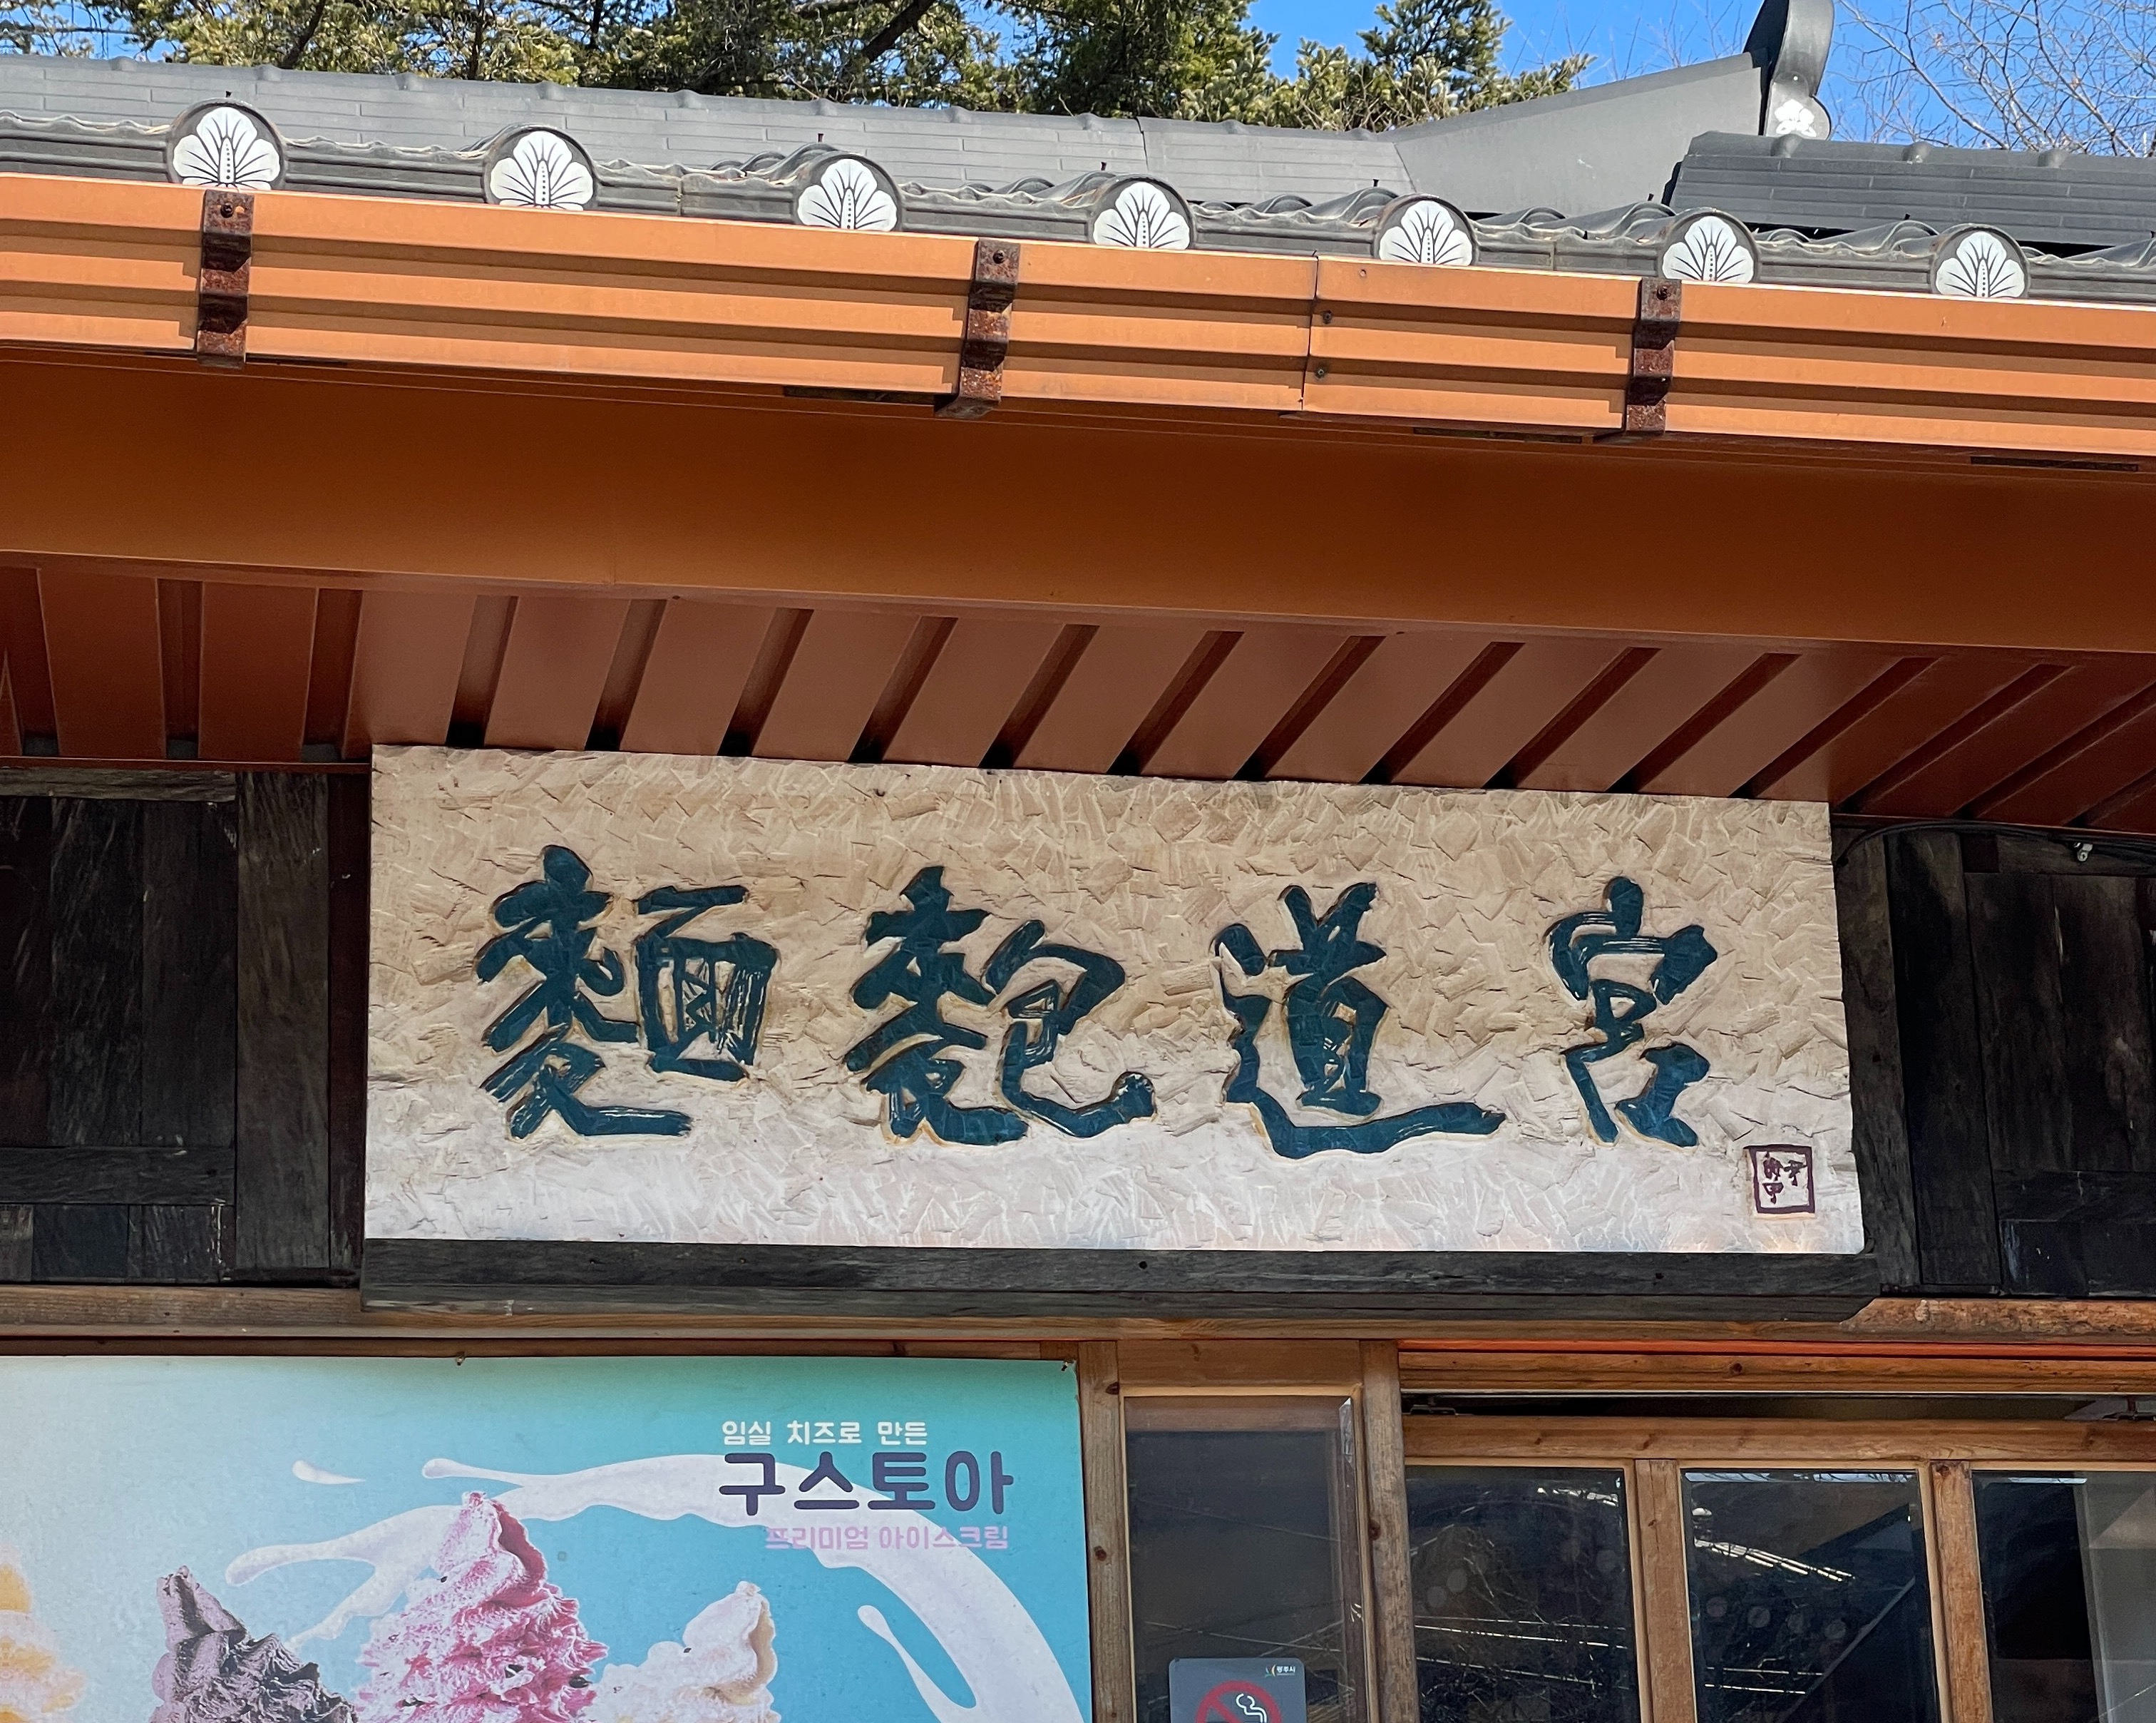 麵麭道宮
임실 치즈로 만든
구스토아
프리미엄 아이스크림